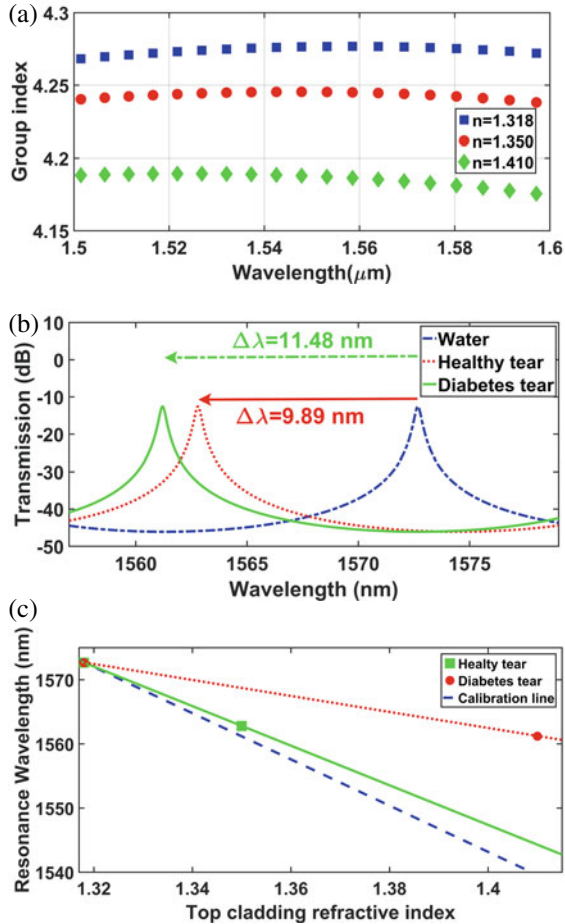 (a)
4.3
4.25
4.2
4.15
Group index
n=1.318
n=1.350
n=1.410
1.5
1.52
1.54
1.56
1.58
1.6
Wavelength(μm)
(b)
10
0
-10
-20
-30
-40
-50
Transmission (dB)
Δλ=11.48 nm
Δλ=9.89 nm
Water
Healthy tear
Diabetes tear
1560
1565
1570
1575
Wavelength (nm)
(c)
1570
1560
1550
1540
Resonance Wavelength (nm)
Healty tear
Diabetes tear
Calibration line
1.32
1.34
1.36
1.38
1.4
Top cladding refractive index